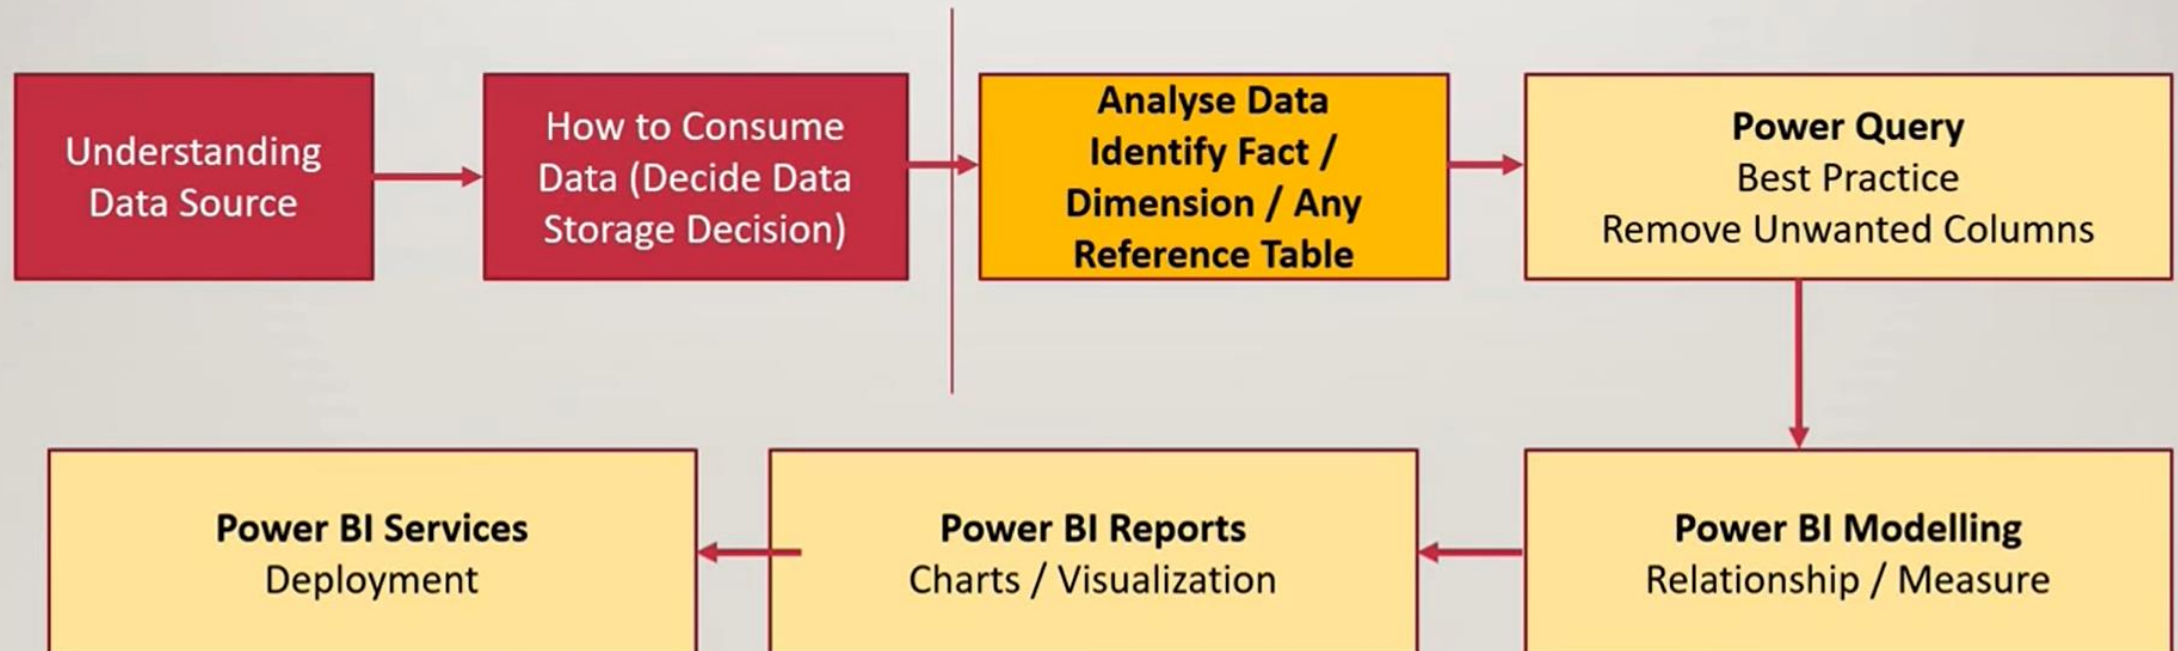 Understanding
Data Source
How to Consume
Data (Decide Data
Storage Decision)
Analyse Data
Identify Fact /
Dimension / Any
Reference Table
Power Query
Best Practice
Remove Unwanted Columns
Power BI Modelling
Relationship / Measure
Power BI Reports
Charts / Visualization
Power BI Services
Deployment